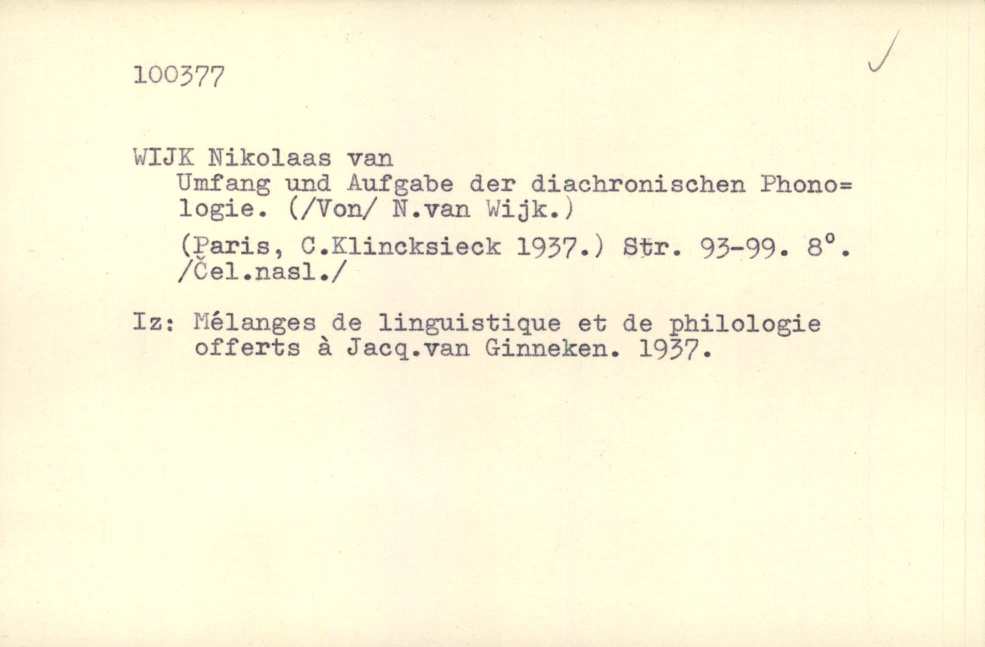 100377
WIJK Nikolaas van
Umfang und Aufgabe der diachronischen Phono=
logie. (/Von/ N.van Wijk.)
(Paris, C.Klincksieck 1937.) Str. 93-99. 8°.
/Čel.nasl./
Iz: Mélanges de linguistique et de philologie
offerts à Jacq.van Ginneken. 1937.